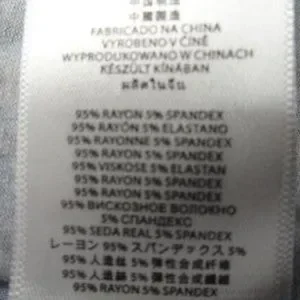 中国製造
中國製造
FABRICADO NA CHINA
VYROBENO V ČÍNĚ
WYPRODUKOWANO W CHINACH
KÉSZÜLT KÍNÁBAN
ผลิตในจีน
95% RAYON 5% SPANDEX
95% RAYÓN 5% ELASTANO
95% RAYONNE 5% SPANDEX
95% RAYON 5% SPANDEX
95% VISKOSE 5% ELASTAN
95% RAYON 5% SPANDEX
95% RAYON 5% SPANDEX
95% ВИСКОЗНОЕ ВОЛОКНО
5% СПАНДЕКС
95% SEDA REAL 5% SPANDEX
レーヨン 95% スパンデックス 5%
95% 人造丝 5% 弹性合成纤维
95% 人造絲 5% 彈性合成纖維
95% RAYON 5% SPANDEX